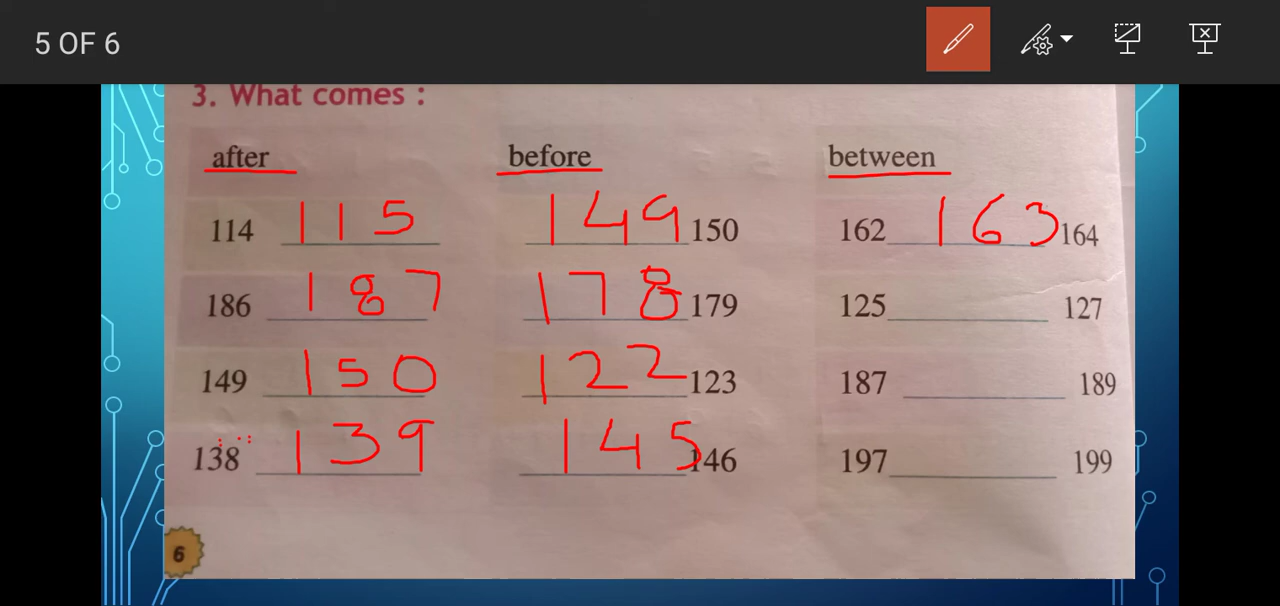 5 OF 6
3. What comes :
after before between
114 115 149 150 162 163 164
186 187 178 179 125 127
149 150 122 123 187 189
138 139 145 146 197 199
6